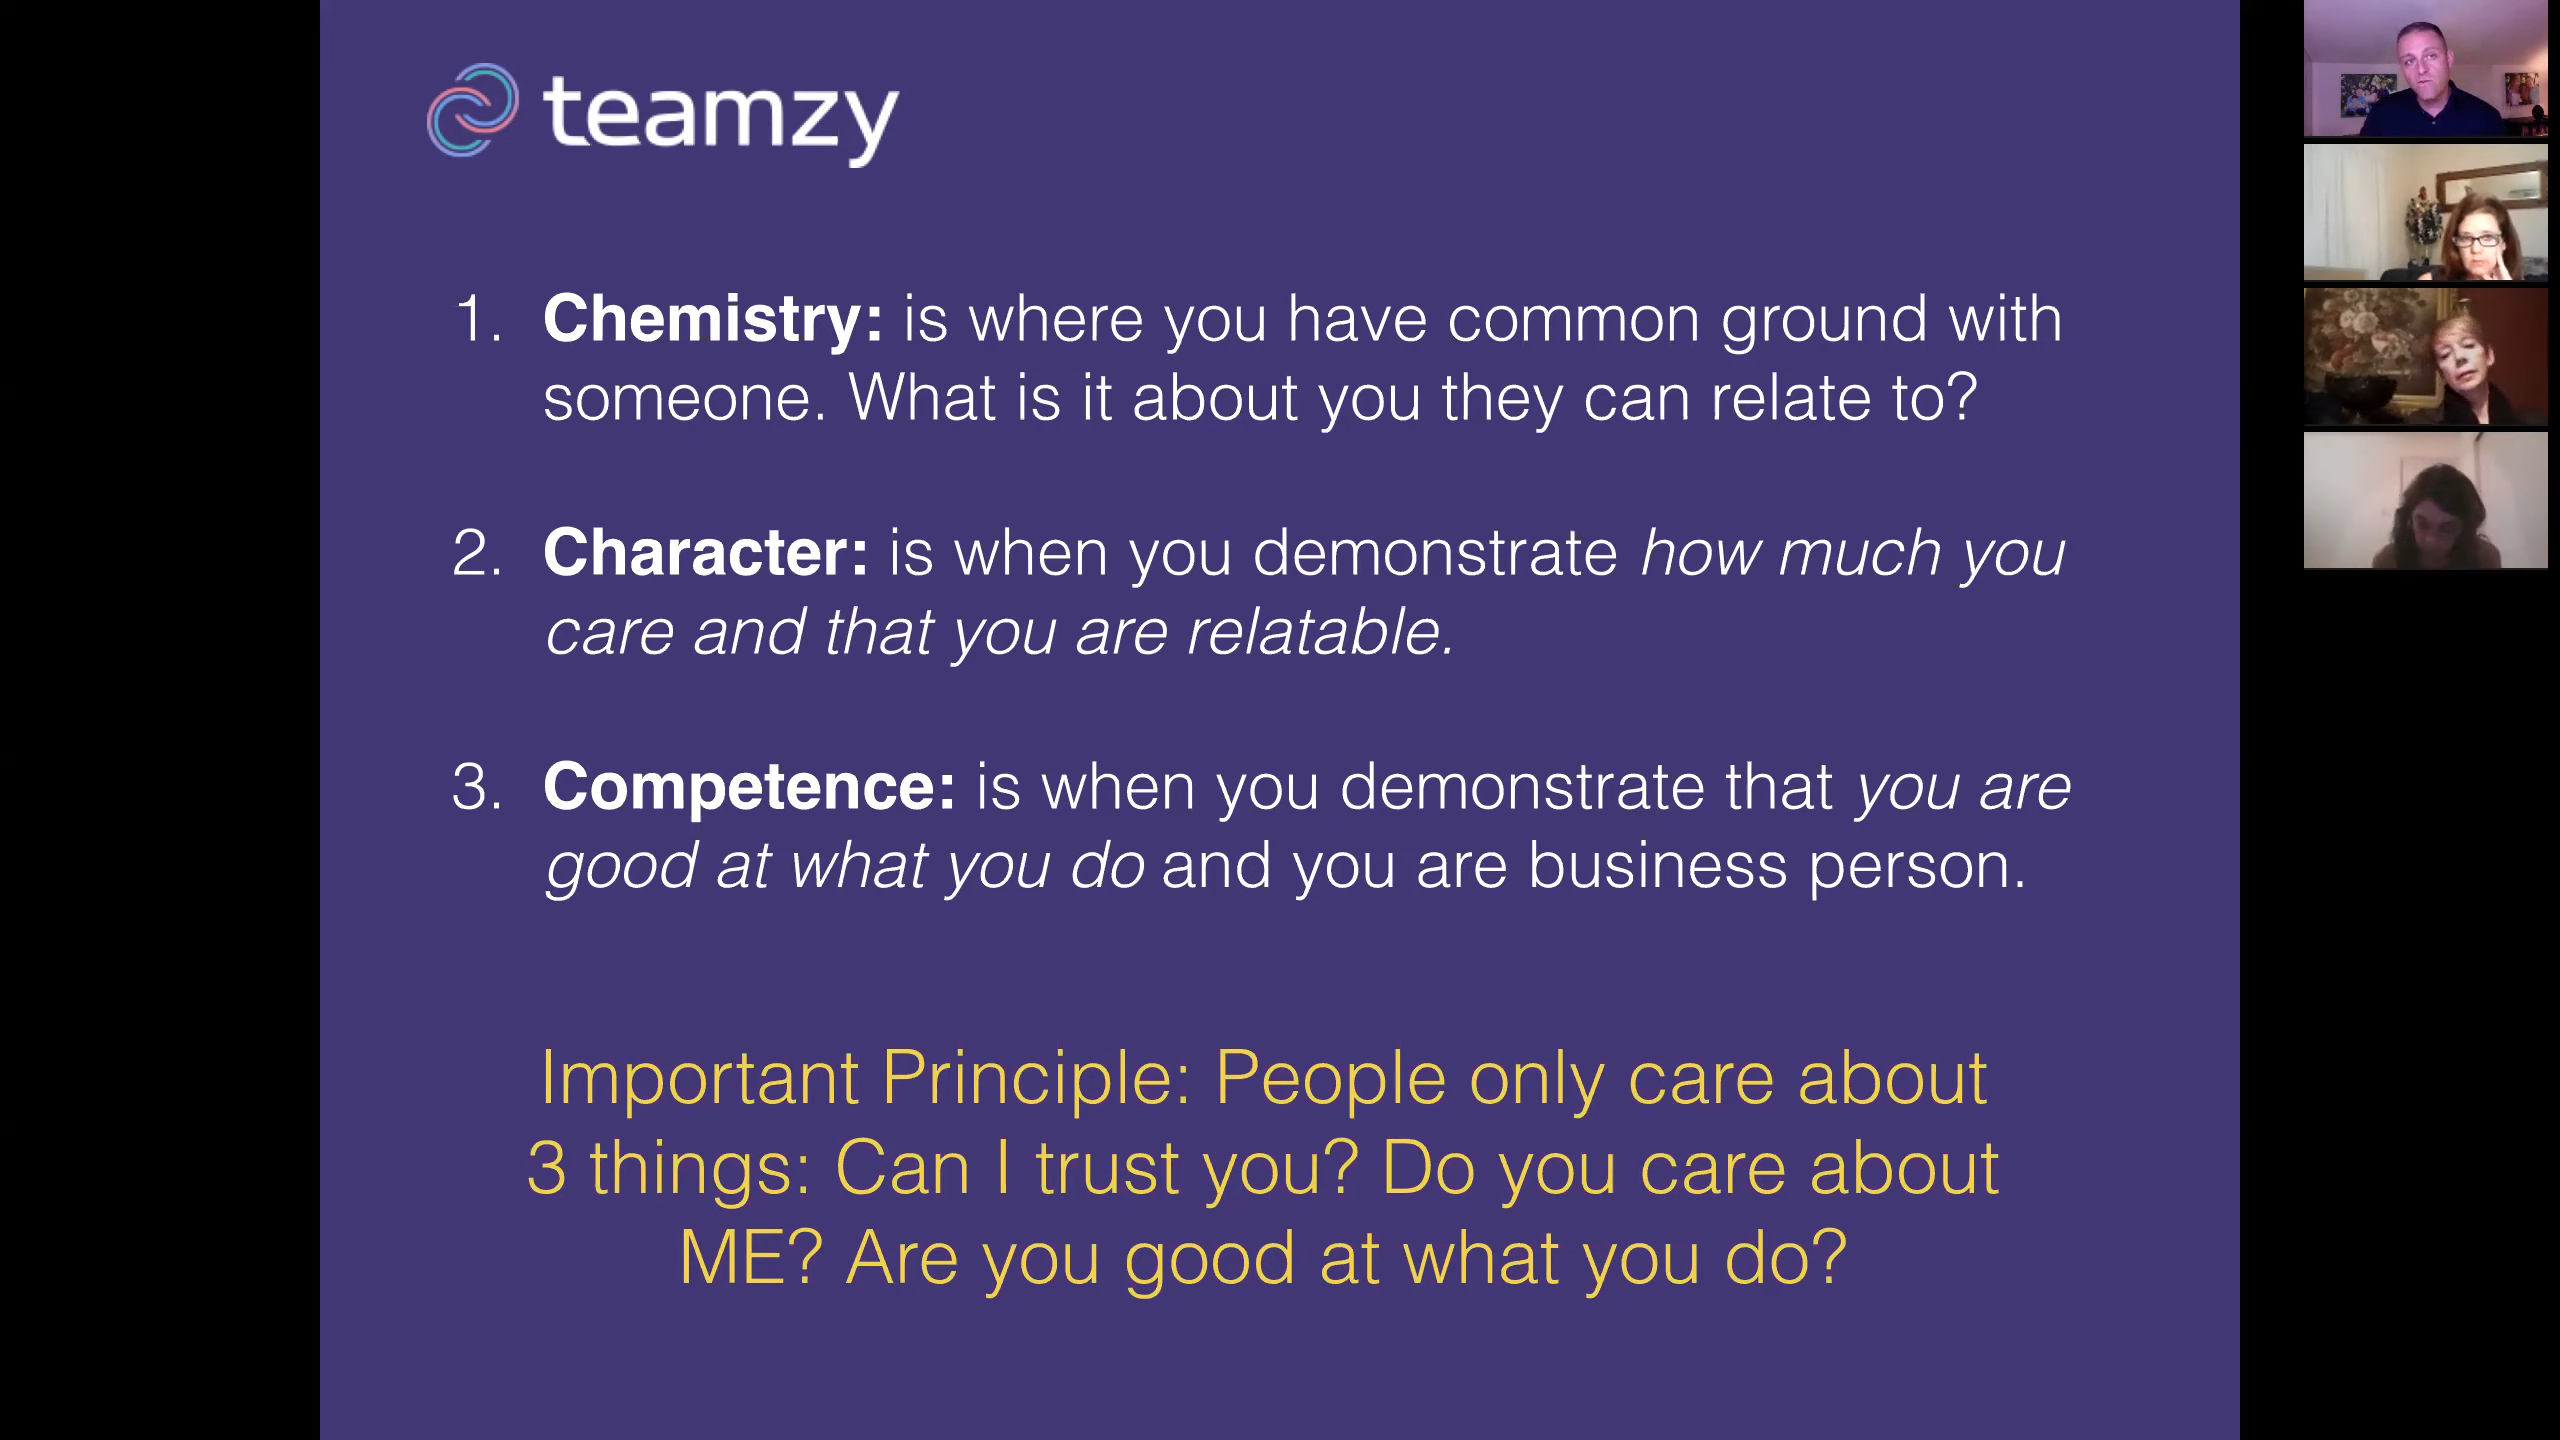 teamzy
1. Chemistry: is where you have common ground with
someone. What is it about you they can relate to?
2. Character: is when you demonstrate how much you
care and that you are relatable.
3. Competence: is when you demonstrate that you are
good at what you do and you are business person.
Important Principle: People only care about
3 things: Can I trust you? Do you care about
ME? Are you good at what you do?